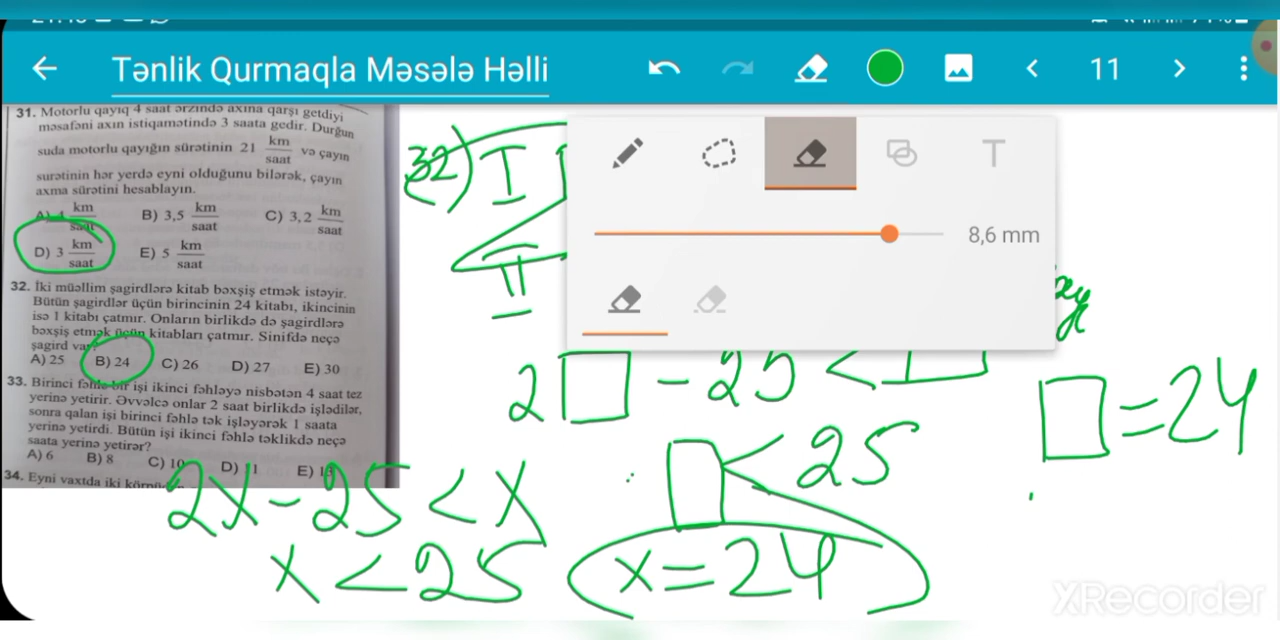 Tənlik Qurmaqla Məsələ Həlli
11
31. Motorlu qayıq 4 saat ərzində axına qarşı getdiyi
məsafəni axın istiqamətində 3 saata gedir. Durğun
suda motorlu qayığın sürətinin 21 km/saat və çayın
surətinin hər yerdə eyni olduğunu bilərək, çayın
axma sürətini hesablayın.
A) 4 km/saat B) 3,5 km/saat C) 3,2 km/saat
D) 3 km/saat E) 5 km/saat
32. İki müəllim şagirdlərə kitab bəxşiş etmək istəyir.
Bütün şagirdlər üçün birincinin 24 kitabı, ikincinin
isə 1 kitabı çatmır. Onların birlikdə də şagirdlərə
bəxşiş etmək üçün kitabları çatmır. Sinifdə neçə
şagird var?
A) 25 B) 24 C) 26 D) 27 E) 30
33. Birinci fəhlə bir işi ikinci fəhləyə nisbətən 4 saat tez
yerinə yetirir. Əvvəlcə onlar 2 saat birlikdə işlədilər,
sonra qalan işi birinci fəhlə tək işləyərək 1 saata
yerinə yetirdi. Bütün işi ikinci fəhlə təklikdə neçə
saata yerinə yetirər?
A) 6 B) 8 C) 10 D) 11 E) 13
34. Eyni vaxtda iki
32) I
II
T
8,6 mm
2□ - 25 < □
□ < 25
□ = 24
2x - 25 < x
x < 25
x = 24
XRecorder